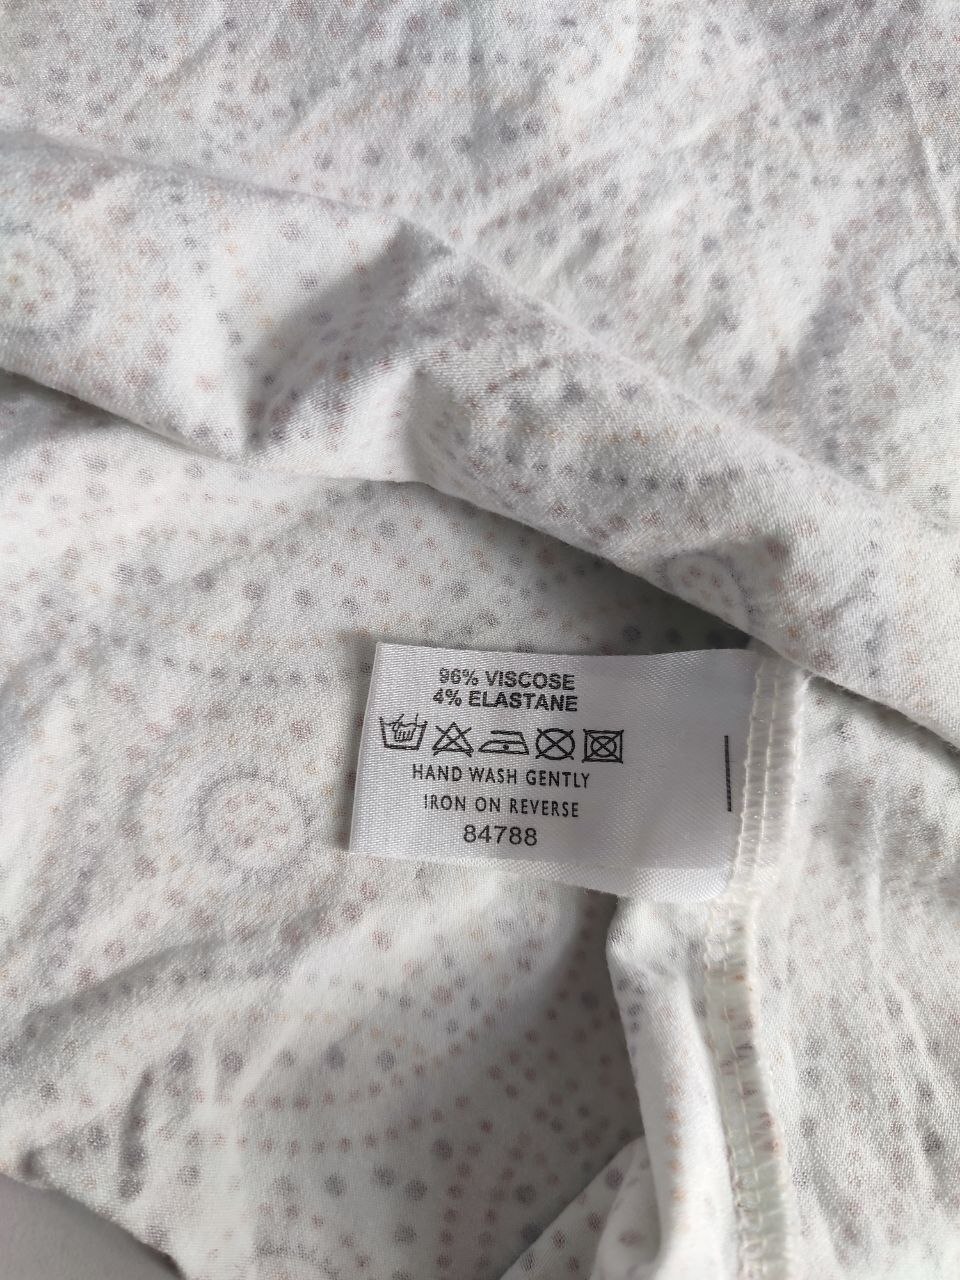 96% VISCOSE
4% ELASTANE
HAND WASH GENTLY
IRON ON REVERSE
84788